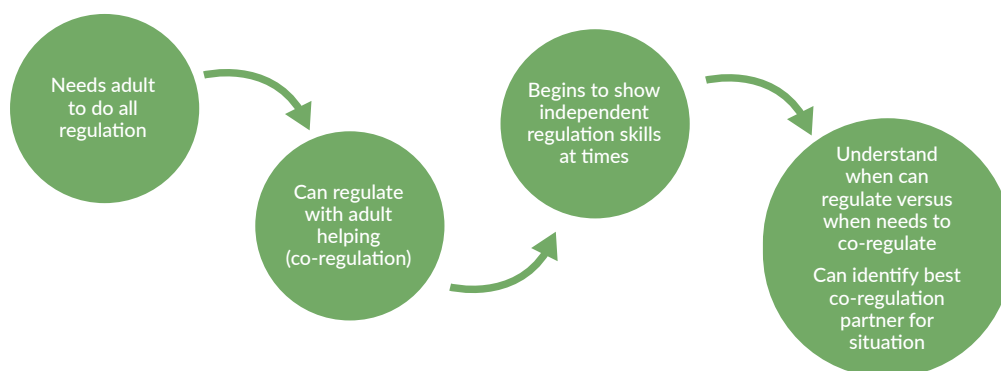 Needs adult
to do all
regulation
Can regulate
with adult
helping
(co-regulation)
Begins to show
independent
regulation skills
at times
Understand
when can
regulate versus
when needs to
co-regulate
Can identify best
co-regulation
partner for
situation